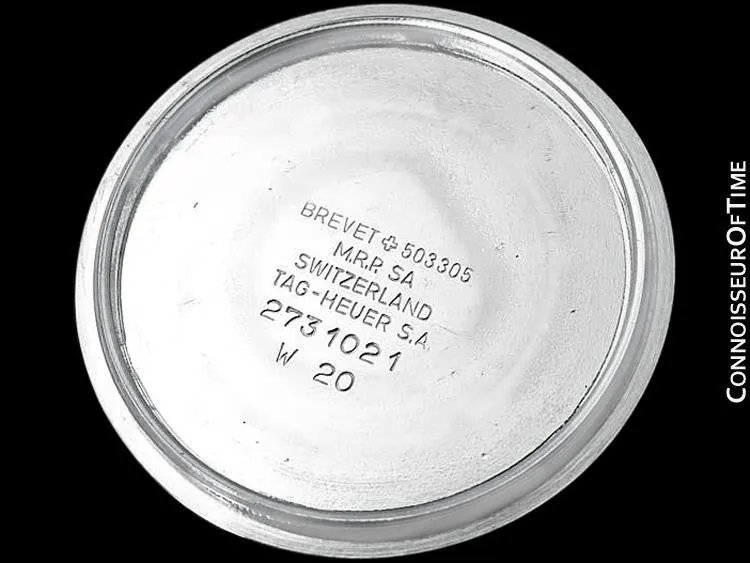 BREVET ✚ 503305
M.R.P. SA
SWITZERLAND
TAG-HEUER S.A.
2731021
W 20
CONNOISSEUROFTIME